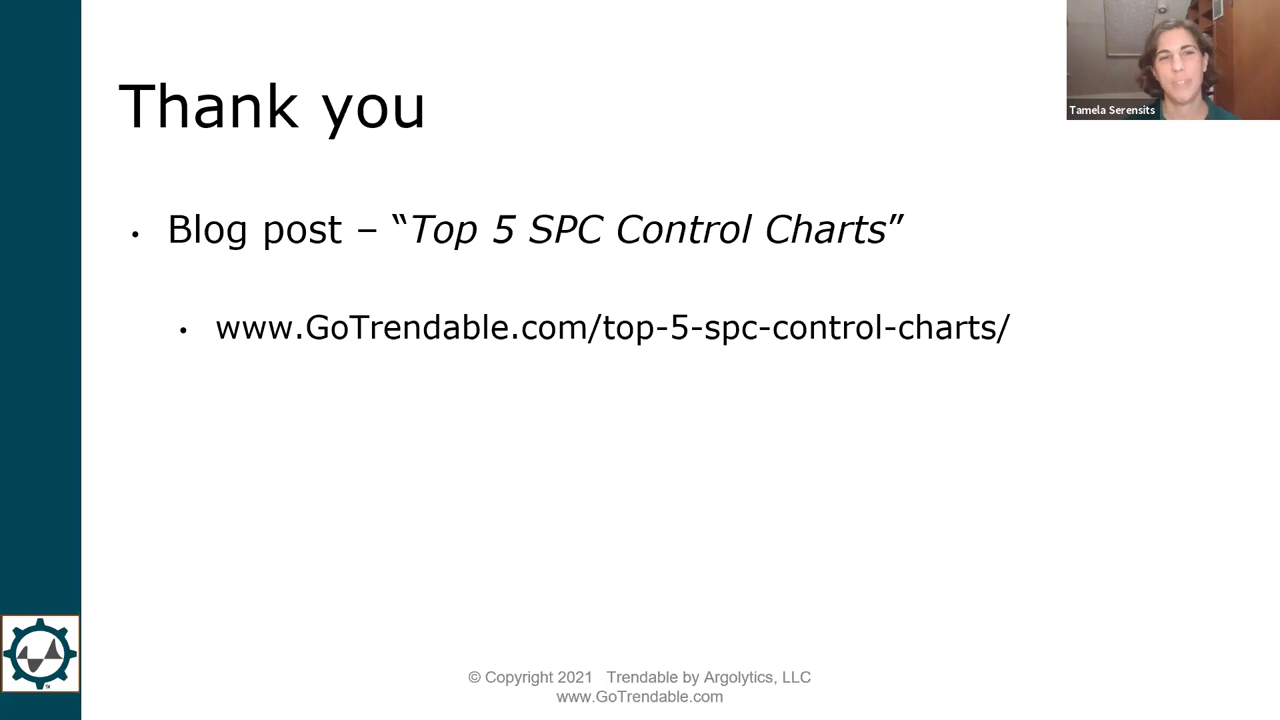 Thank you
Tamela Serensits
• Blog post – “Top 5 SPC Control Charts”
• www.GoTrendable.com/top-5-spc-control-charts/
© Copyright 2021 Trendable by Argolytics, LLC
www.GoTrendable.com